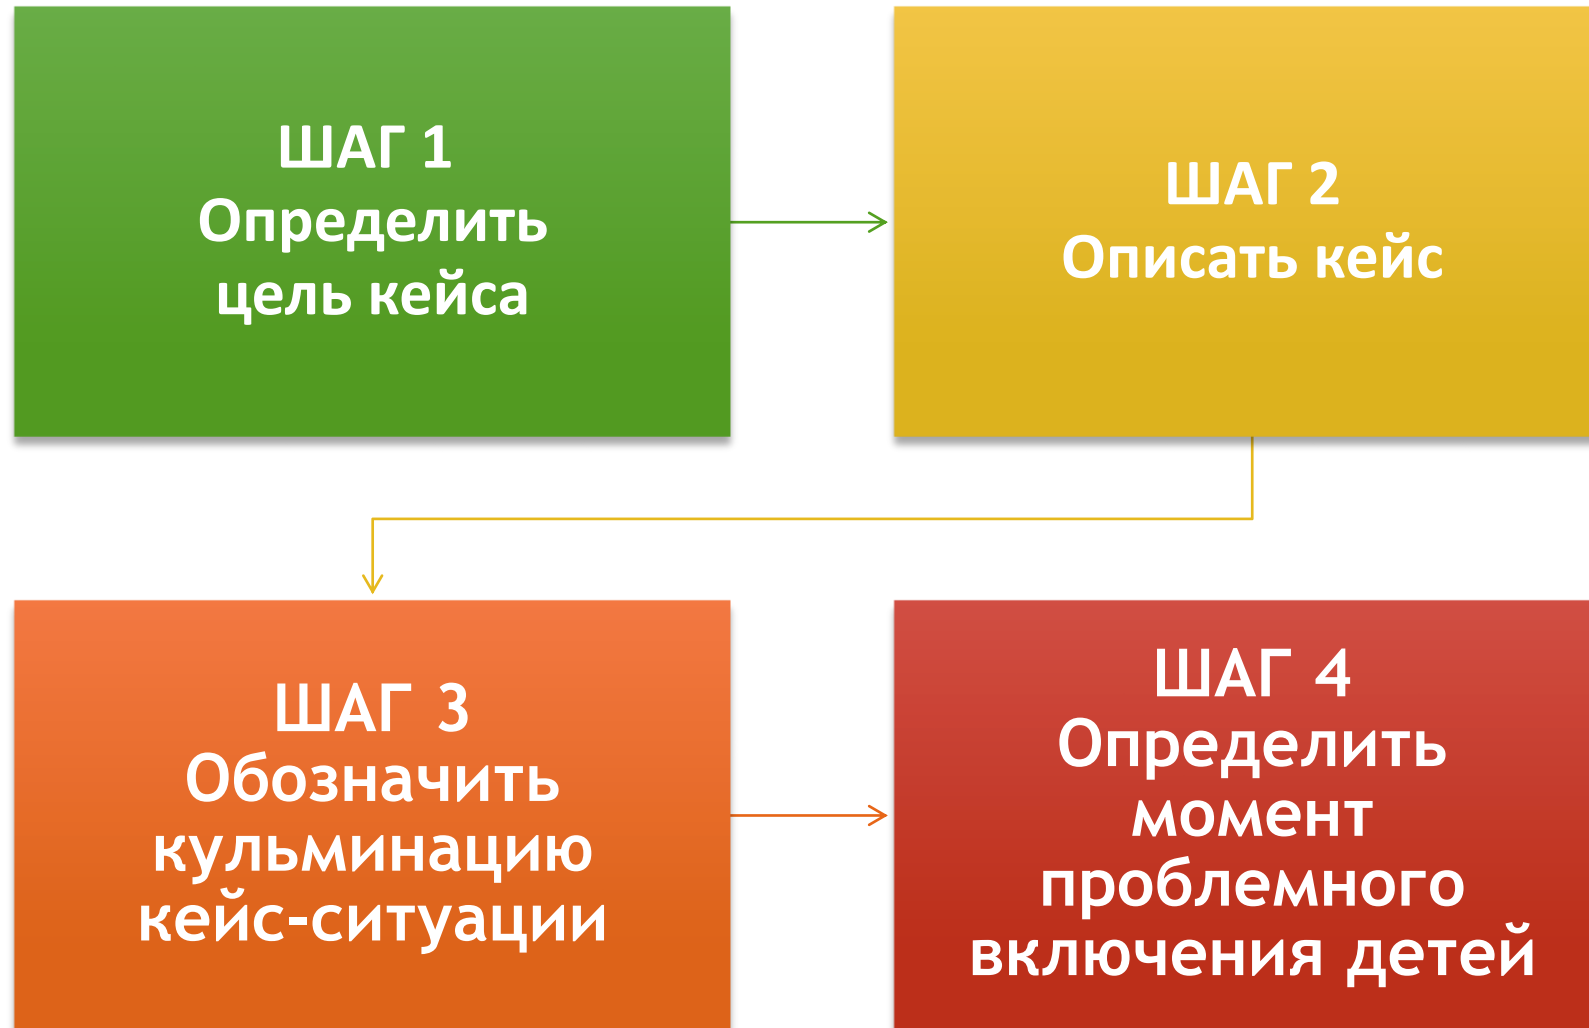 ШАГ 1
Определить
цель кейса
ШАГ 2
Описать кейс
ШАГ 3
Обозначить
кульминацию
кейс-ситуации
ШАГ 4
Определить
момент
проблемного
включения детей